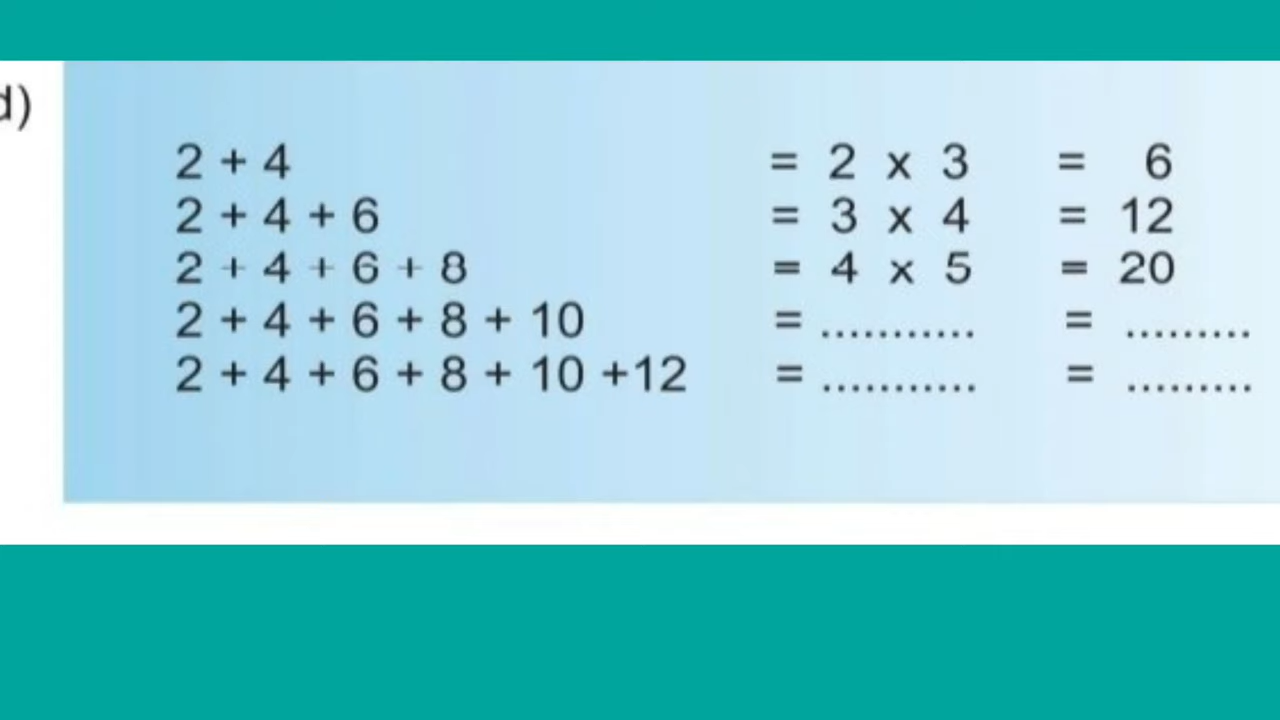 d)
2 + 4 = 2 x 3 = 6
2 + 4 + 6 = 3 x 4 = 12
2 + 4 + 6 + 8 = 4 x 5 = 20
2 + 4 + 6 + 8 + 10 = ........... = .........
2 + 4 + 6 + 8 + 10 +12 = ........... = .........